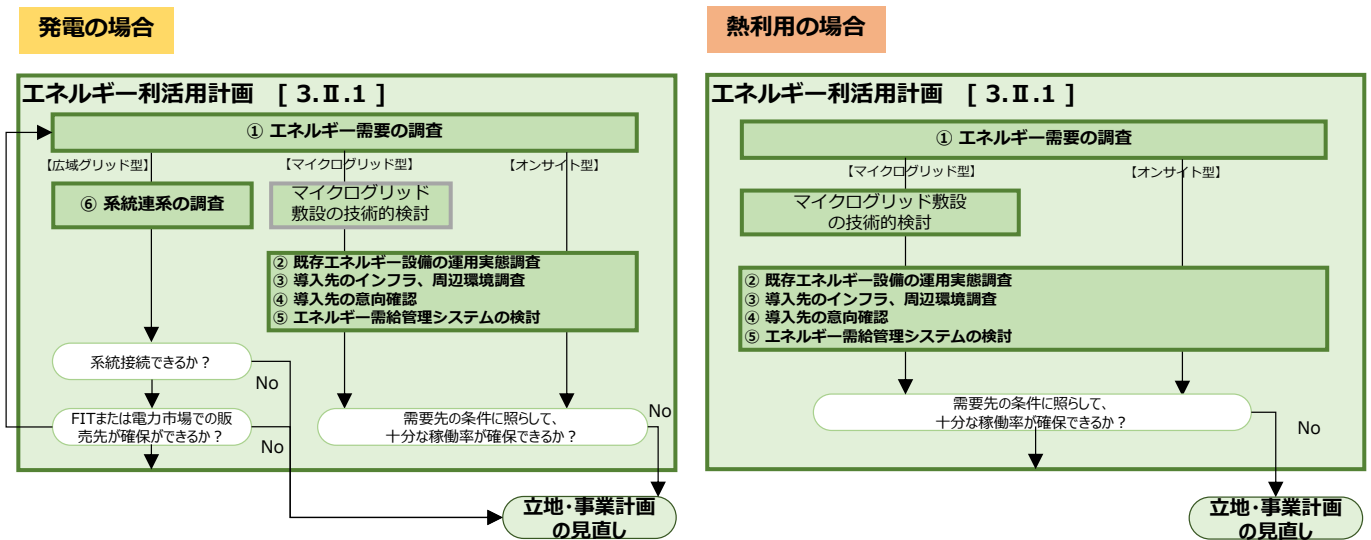 発電の場合
エネルギー利活用計画 [ 3.Ⅱ.1 ]
① エネルギー需要の調査
【広域グリッド型】
【マイクログリッド型】
【オンサイト型】
⑥ 系統連系の調査
マイクログリッド
敷設の技術的検討
② 既存エネルギー設備の運用実態調査
③ 導入先のインフラ、周辺環境調査
④ 導入先の意向確認
⑤ エネルギー需給管理システムの検討
系統接続できるか？
No
FITまたは電力市場での販
売先が確保ができるか？
No
需要先の条件に照らして、
十分な稼働率が確保できるか？
No
立地・事業計画
の見直し
熱利用の場合
エネルギー利活用計画 [ 3.Ⅱ.1 ]
① エネルギー需要の調査
【マイクログリッド型】
【オンサイト型】
マイクログリッド敷設
の技術的検討
② 既存エネルギー設備の運用実態調査
③ 導入先のインフラ、周辺環境調査
④ 導入先の意向確認
⑤ エネルギー需給管理システムの検討
需要先の条件に照らして、
十分な稼働率が確保できるか？
No
立地・事業計画
の見直し